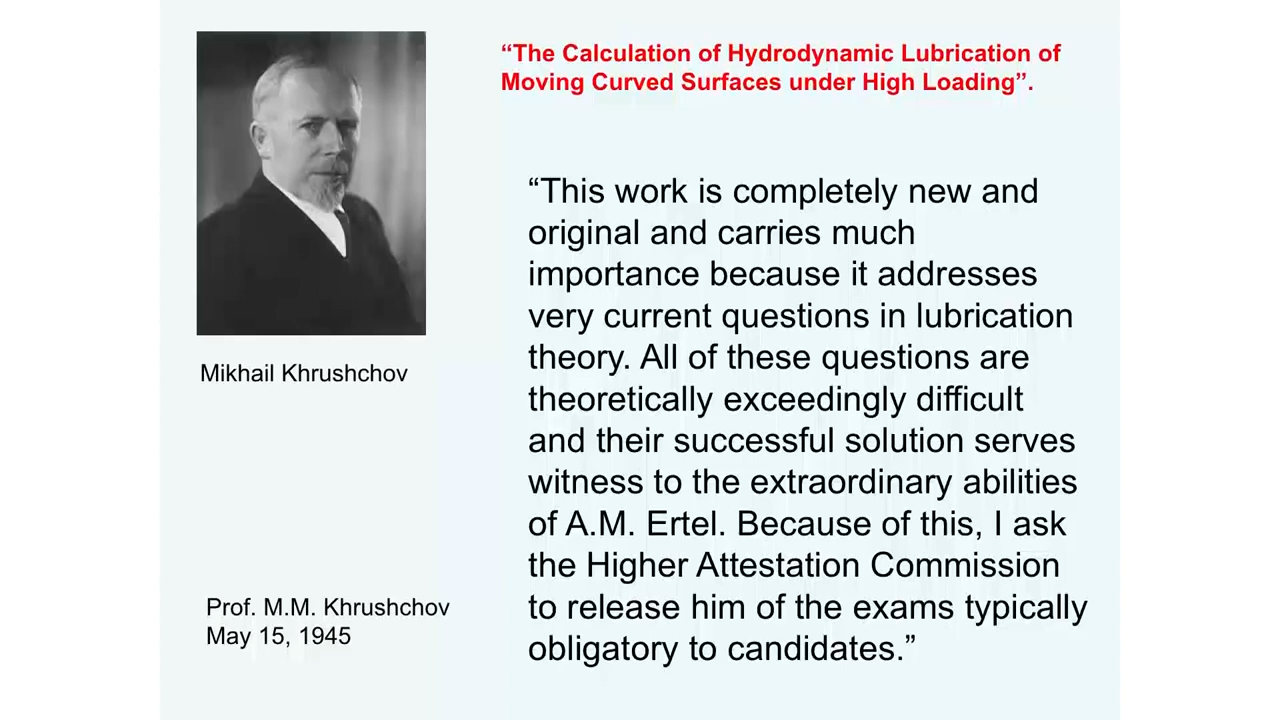 “The Calculation of Hydrodynamic Lubrication of
Moving Curved Surfaces under High Loading”.
“This work is completely new and
original and carries much
importance because it addresses
very current questions in lubrication
theory. All of these questions are
theoretically exceedingly difficult
and their successful solution serves
witness to the extraordinary abilities
of A.M. Ertel. Because of this, I ask
the Higher Attestation Commission
to release him of the exams typically
obligatory to candidates.”
Mikhail Khrushchov
Prof. M.M. Khrushchov
May 15, 1945